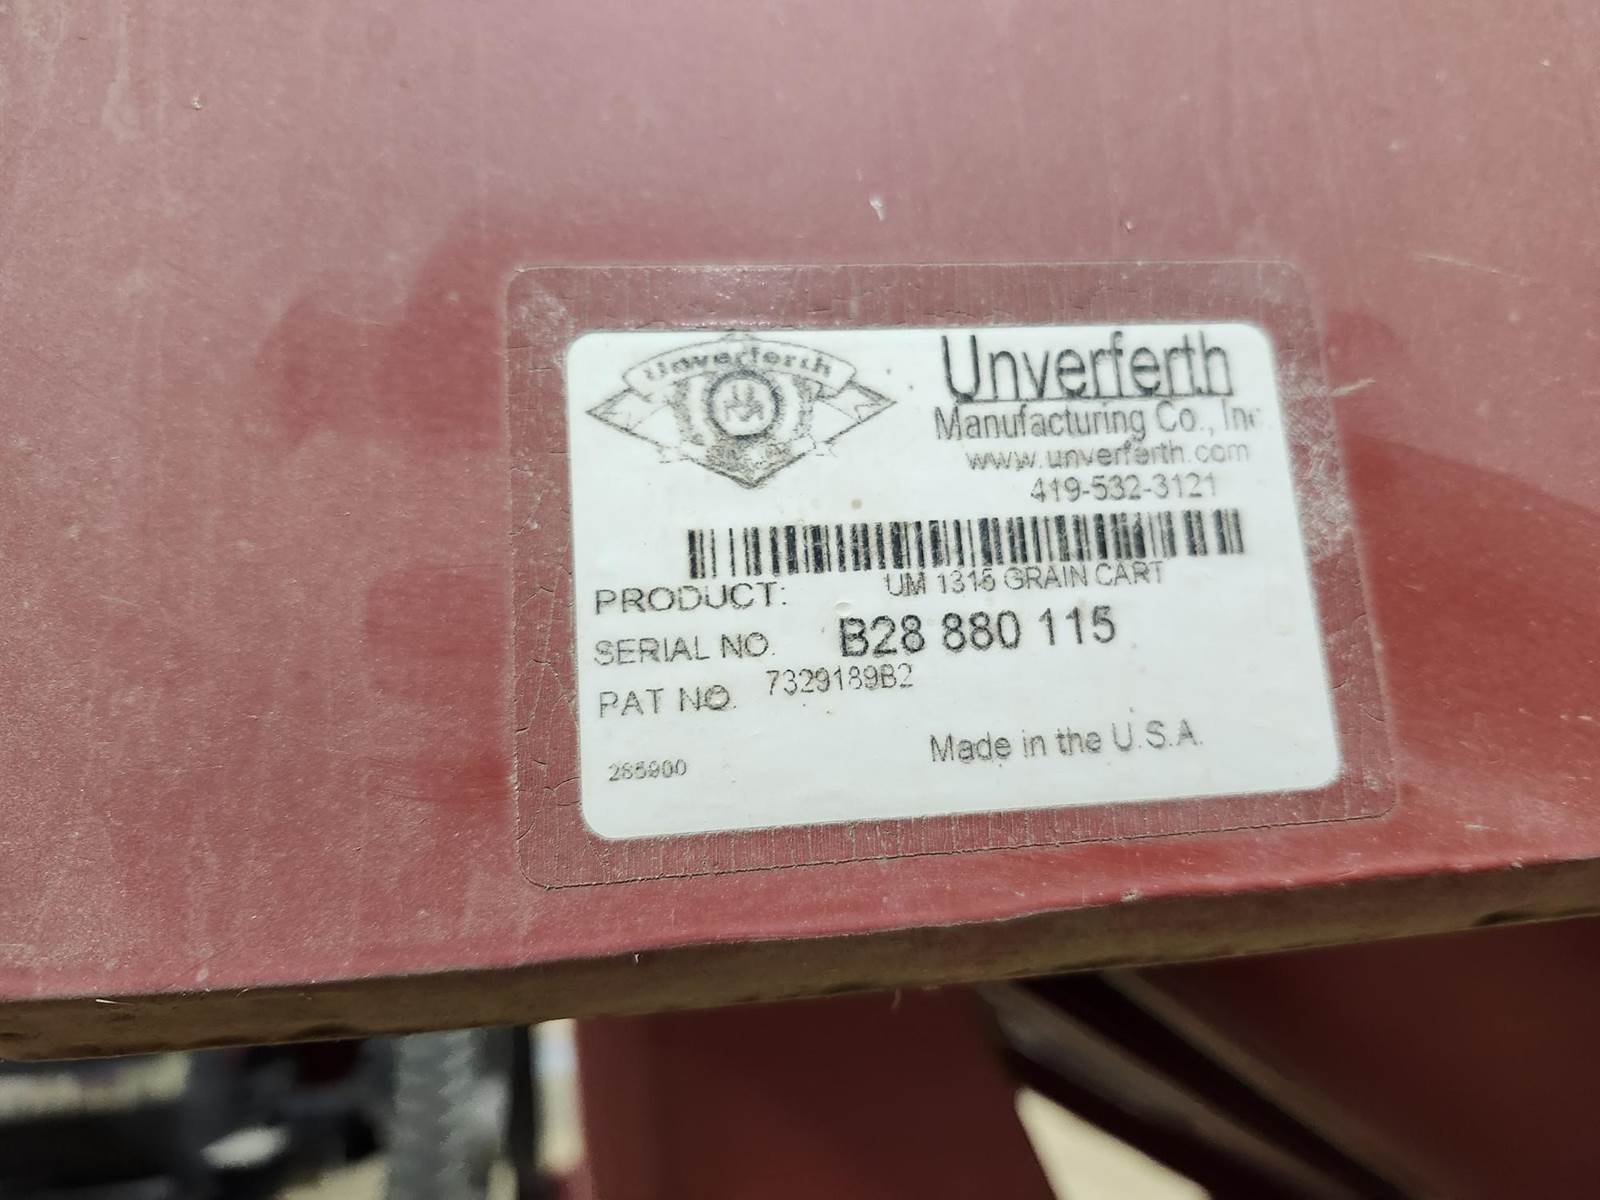 Unverferth
Unverferth
Manufacturing Co., Inc
www.unverferth.com
419-532-3121
PRODUCT: UM 1315 GRAIN CART
SERIAL NO. B28 880 115
PAT NO. 7329189B2
Made in the U.S.A.
285900